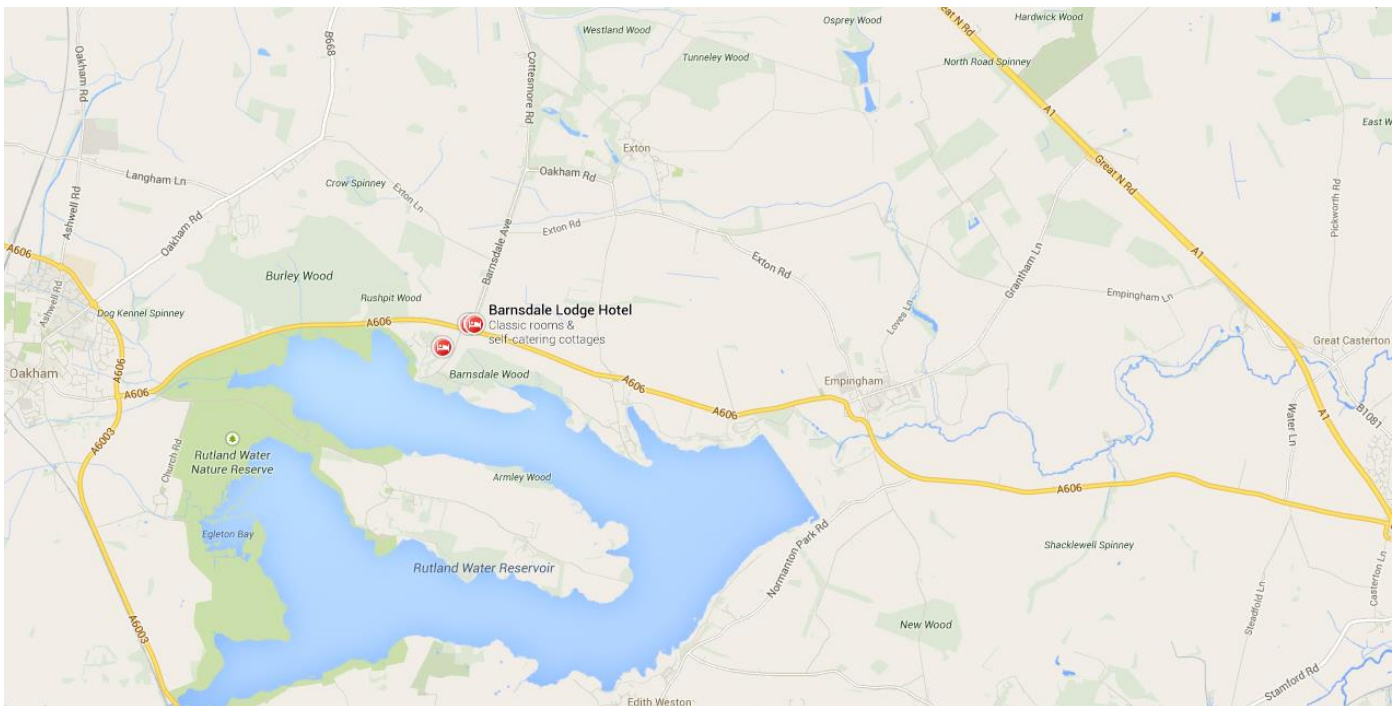 Westland Wood
Osprey Wood
Hardwick Wood
eat N Rd
Oakham Rd
B668
Cottesmore Rd
Tunneley Wood
North Road Spinney
A1
East W
Exton
Great N Rd
Langham Ln
Crow Spinney
Exton Ln
Oakham Rd
Ashwell Rd
Oakham Rd
Barnsdale Ave
Exton Rd
Exton Rd
Grantham Ln
A1
Pickworth Rd
A606
Burley Wood
Rushpit Wood
Loves Ln
Empingham Ln
Ashwell Rd
Dog Kennel Spinney
A606
Barnsdale Lodge Hotel
Classic rooms &
self-catering cottages
Great Casterton
Oakham
A606
A606
Barnsdale Wood
A606
A606
Empingham
Water Ln
A1
B1081
A6003
Church Rd
Rutland Water
Nature Reserve
Armley Wood
A606
Egleton Bay
Rutland Water Reservoir
Normanton Park Rd
Shacklewell Spinney
Casterton Ln
Steadfold Ln
A6003
New Wood
Edith Weston
Stamford Rd